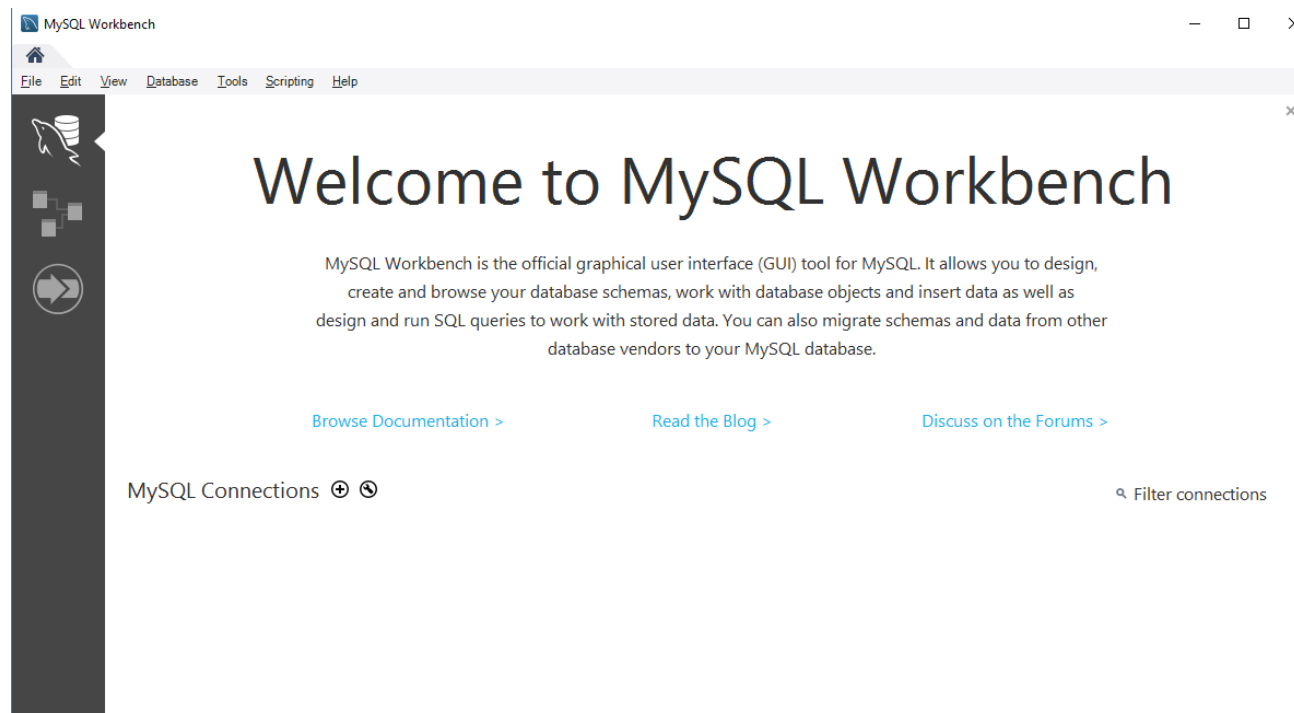 MySQL Workbench
File Edit View Database Tools Scripting Help
Welcome to MySQL Workbench
MySQL Workbench is the official graphical user interface (GUI) tool for MySQL. It allows you to design,
create and browse your database schemas, work with database objects and insert data as well as
design and run SQL queries to work with stored data. You can also migrate schemas and data from other
database vendors to your MySQL database.
Browse Documentation > Read the Blog > Discuss on the Forums >
MySQL Connections Filter connections